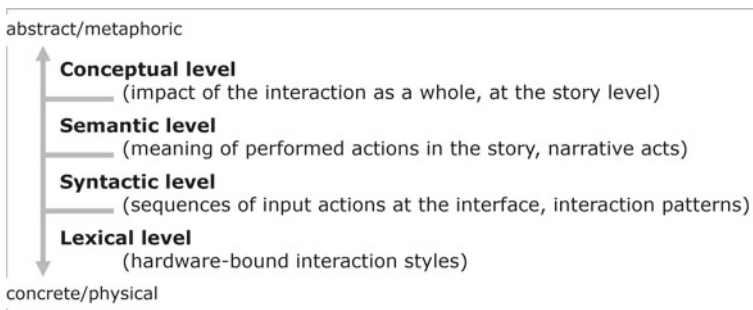 abstract/metaphoric
Conceptual level
(impact of the interaction as a whole, at the story level)
Semantic level
(meaning of performed actions in the story, narrative acts)
Syntactic level
(sequences of input actions at the interface, interaction patterns)
Lexical level
(hardware-bound interaction styles)
concrete/physical